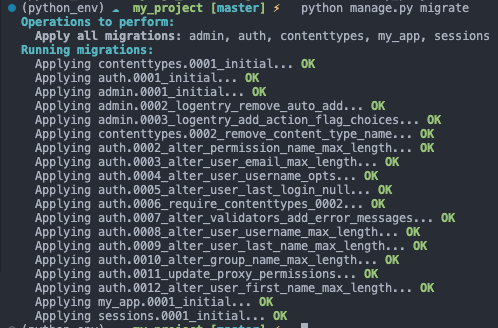 (python_env) my_project [master] ⚡ python manage.py migrate
Operations to perform:
Apply all migrations: admin, auth, contenttypes, my_app, sessions
Running migrations:
Applying contenttypes.0001_initial... OK
Applying auth.0001_initial... OK
Applying admin.0001_initial... OK
Applying admin.0002_logentry_remove_auto_add... OK
Applying admin.0003_logentry_add_action_flag_choices... OK
Applying contenttypes.0002_remove_content_type_name... OK
Applying auth.0002_alter_permission_name_max_length... OK
Applying auth.0003_alter_user_email_max_length... OK
Applying auth.0004_alter_user_username_opts... OK
Applying auth.0005_alter_user_last_login_null... OK
Applying auth.0006_require_contenttypes_0002... OK
Applying auth.0007_alter_validators_add_error_messages... OK
Applying auth.0008_alter_user_username_max_length... OK
Applying auth.0009_alter_user_last_name_max_length... OK
Applying auth.0010_alter_group_name_max_length... OK
Applying auth.0011_update_proxy_permissions... OK
Applying auth.0012_alter_user_first_name_max_length... OK
Applying my_app.0001_initial... OK
Applying sessions.0001_initial... OK